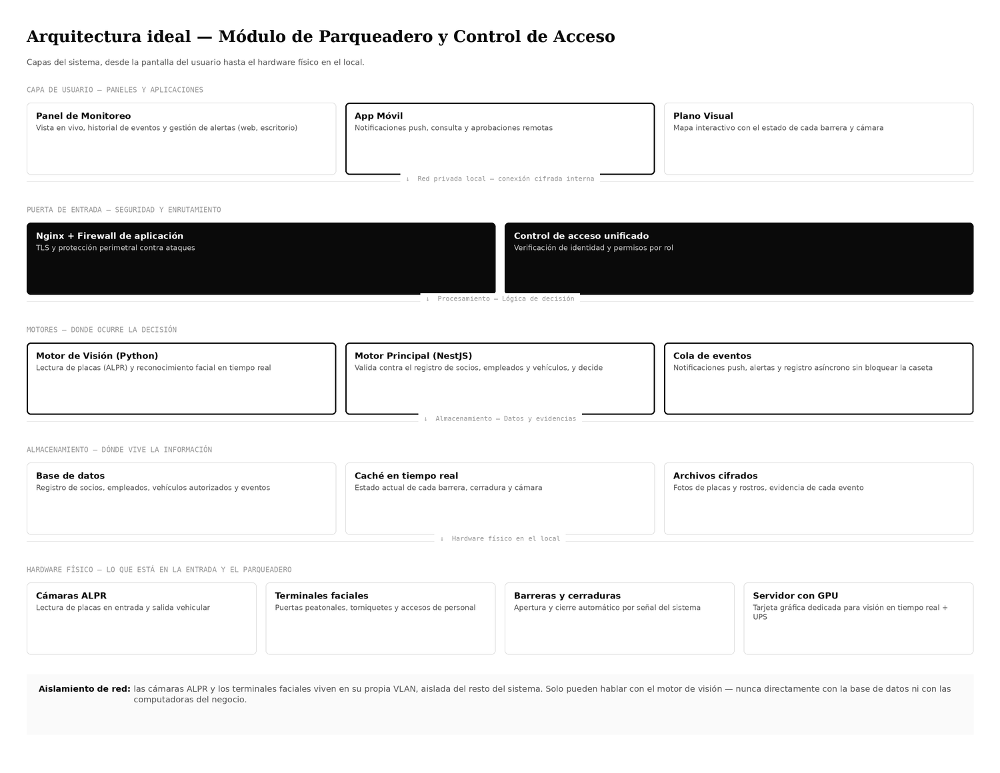 Arquitectura ideal — Módulo de Parqueadero y Control de Acceso
Capas del sistema, desde la pantalla del usuario hasta el hardware físico en el local.
CAPA DE USUARIO — PANELES Y APLICACIONES
Panel de Monitoreo
Vista en vivo, historial de eventos y gestión de alertas (web, escritorio)
App Móvil
Notificaciones push, consulta y aprobaciones remotas
Plano Visual
Mapa interactivo con el estado de cada barrera y cámara
↓ Red privada local — conexión cifrada interna
PUERTA DE ENTRADA — SEGURIDAD Y ENRUTAMIENTO
Nginx + Firewall de aplicación
TLS y protección perimetral contra ataques
Control de acceso unificado
Verificación de identidad y permisos por rol
↓ Procesamiento — Lógica de decisión
MOTORES — DONDE OCURRE LA DECISIÓN
Motor de Visión (Python)
Lectura de placas (ALPR) y reconocimiento facial en tiempo real
Motor Principal (NestJS)
Valida contra el registro de socios, empleados y vehículos, y decide
Cola de eventos
Notificaciones push, alertas y registro asíncrono sin bloquear la caseta
↓ Almacenamiento — Datos y evidencias
ALMACENAMIENTO — DÓNDE VIVE LA INFORMACIÓN
Base de datos
Registro de socios, empleados, vehículos autorizados y eventos
Caché en tiempo real
Estado actual de cada barrera, cerradura y cámara
Archivos cifrados
Fotos de placas y rostros, evidencia de cada evento
↓ Hardware físico en el local
HARDWARE FÍSICO — LO QUE ESTÁ EN LA ENTRADA Y EL PARQUEADERO
Cámaras ALPR
Lectura de placas en entrada y salida vehicular
Terminales faciales
Puertas peatonales, torniquetes y accesos de personal
Barreras y cerraduras
Apertura y cierre automático por señal del sistema
Servidor con GPU
Tarjeta gráfica dedicada para visión en tiempo real +
UPS
Aislamiento de red: las cámaras ALPR y los terminales faciales viven en su propia VLAN, aislada del resto del sistema. Solo pueden hablar con el motor de visión — nunca directamente con la base de datos ni con las
computadoras del negocio.